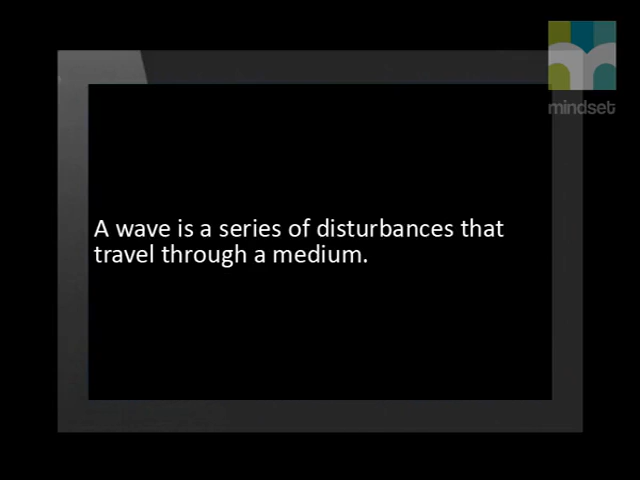 mindset
A wave is a series of disturbances that
travel through a medium.